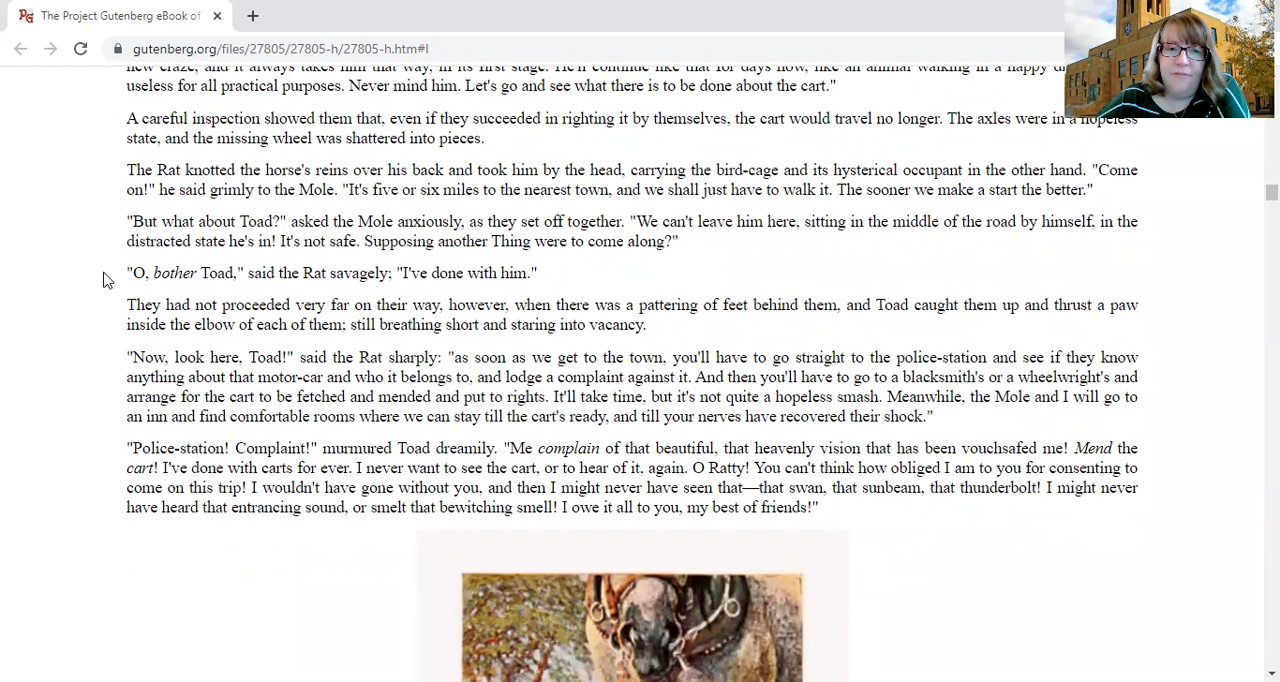 The Project Gutenberg eBook of
gutenberg.org/files/27805/27805-h/27805-h.htm#I
new craze, and it always takes him that way, in its first stage. He'll continue like that for days now, like an animal walking in a happy
useless for all practical purposes. Never mind him. Let's go and see what there is to be done about the cart."
A careful inspection showed them that, even if they succeeded in righting it by themselves, the cart would travel no longer. The axles were in a hopeless
state, and the missing wheel was shattered into pieces.
The Rat knotted the horse's reins over his back and took him by the head, carrying the bird-cage and its hysterical occupant in the other hand. "Come
on!" he said grimly to the Mole. "It's five or six miles to the nearest town, and we shall just have to walk it. The sooner we make a start the better."
"But what about Toad?" asked the Mole anxiously, as they set off together. "We can't leave him here, sitting in the middle of the road by himself, in the
distracted state he's in! It's not safe. Supposing another Thing were to come along?"
"O, bother Toad," said the Rat savagely; "I've done with him."
They had not proceeded very far on their way, however, when there was a pattering of feet behind them, and Toad caught them up and thrust a paw
inside the elbow of each of them; still breathing short and staring into vacancy.
"Now, look here, Toad!" said the Rat sharply: "as soon as we get to the town, you'll have to go straight to the police-station and see if they know
anything about that motor-car and who it belongs to, and lodge a complaint against it. And then you'll have to go to a blacksmith's or a wheelwright's and
arrange for the cart to be fetched and mended and put to rights. It'll take time, but it's not quite a hopeless smash. Meanwhile, the Mole and I will go to
an inn and find comfortable rooms where we can stay till the cart's ready, and till your nerves have recovered their shock."
"Police-station! Complaint!" murmured Toad dreamily. "Me complain of that beautiful, that heavenly vision that has been vouchsafed me! Mend the
cart! I've done with carts for ever. I never want to see the cart, or to hear of it, again. O Ratty! You can't think how obliged I am to you for consenting to
come on this trip! I wouldn't have gone without you, and then I might never have seen that—that swan, that sunbeam, that thunderbolt! I might never
have heard that entrancing sound, or smelt that bewitching smell! I owe it all to you, my best of friends!"